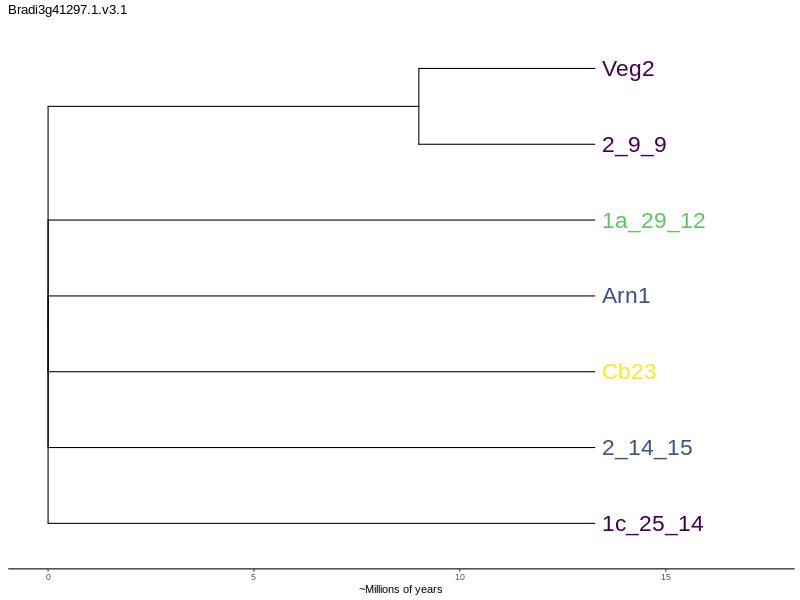 Bradi3g41297.1.v3.1
Veg2
2_9_9
1a_29_12
Arn1
Cb23
2_14_15
1c_25_14
0 5 10 15
~Millions of years